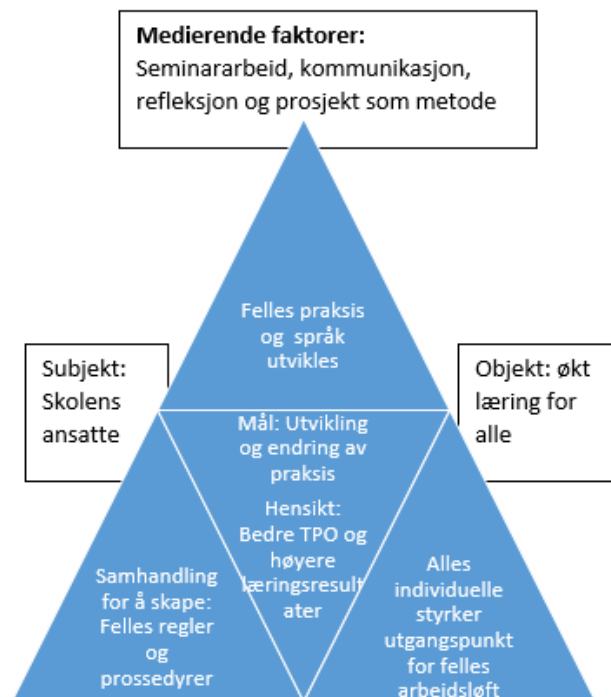 Medierende faktorer:
Seminararbeid, kommunikasjon,
refleksjon og prosjekt som metode
Felles praksis
og språk
utvikles
Subjekt:
Skolens
ansatte
Objekt: økt
læring for
alle
Mål: Utvikling
og endring av
praksis
Hensikt:
Bedre TPO og
høyere
læringsresult
ater
Samhandling
for å skape:
Felles regler
og
prossedyrer
Alles
individuelle
styrker
utgangspunkt
for felles
arbeidsløft